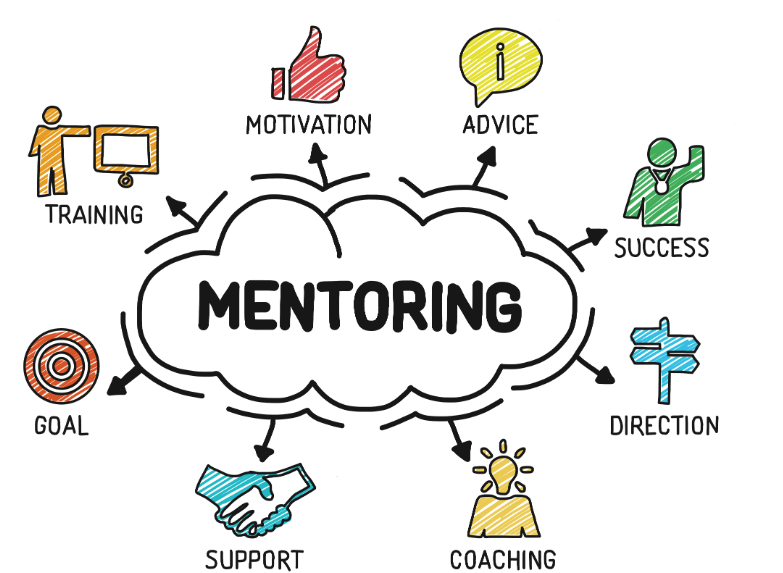 MOTIVATION
ADVICE
TRAINING
SUCCESS
MENTORING
GOAL
DIRECTION
SUPPORT
COACHING